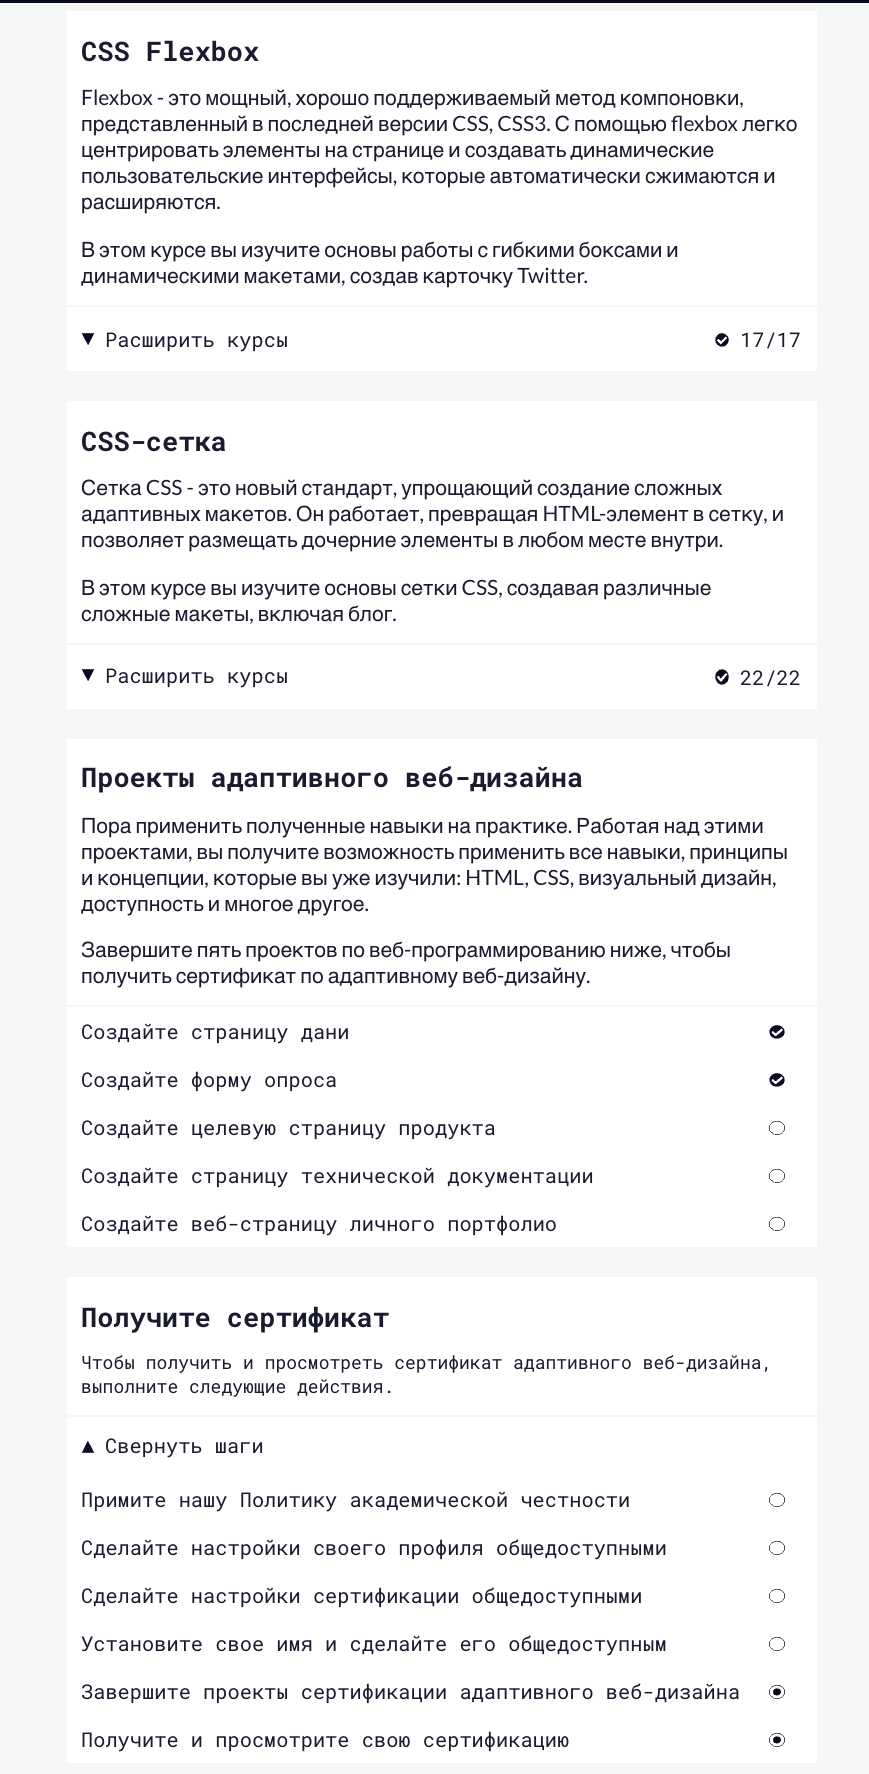 CSS Flexbox
Flexbox - это мощный, хорошо поддерживаемый метод компоновки,
представленный в последней версии CSS, CSS3. С помощью flexbox легко
центрировать элементы на странице и создавать динамические
пользовательские интерфейсы, которые автоматически сжимаются и
расширяются.
В этом курсе вы изучите основы работы с гибкими боксами и
динамическими макетами, создав карточку Twitter.
▼ Расширить курсы 17/17
CSS-сетка
Сетка CSS - это новый стандарт, упрощающий создание сложных
адаптивных макетов. Он работает, превращая HTML-элемент в сетку, и
позволяет размещать дочерние элементы в любом месте внутри.
В этом курсе вы изучите основы сетки CSS, создавая различные
сложные макеты, включая блог.
▼ Расширить курсы 22/22
Проекты адаптивного веб-дизайна
Пора применить полученные навыки на практике. Работая над этими
проектами, вы получите возможность применить все навыки, принципы
и концепции, которые вы уже изучили: HTML, CSS, визуальный дизайн,
доступность и многое другое.
Завершите пять проектов по веб-программированию ниже, чтобы
получить сертификат по адаптивному веб-дизайну.
Создайте страницу дани
Создайте форму опроса
Создайте целевую страницу продукта
Создайте страницу технической документации
Создайте веб-страницу личного портфолио
Получите сертификат
Чтобы получить и просмотреть сертификат адаптивного веб-дизайна,
выполните следующие действия.
▲ Свернуть шаги
Примите нашу Политику академической честности
Сделайте настройки своего профиля общедоступными
Сделайте настройки сертификации общедоступными
Установите свое имя и сделайте его общедоступным
Завершите проекты сертификации адаптивного веб-дизайна
Получите и просмотрите свою сертификацию